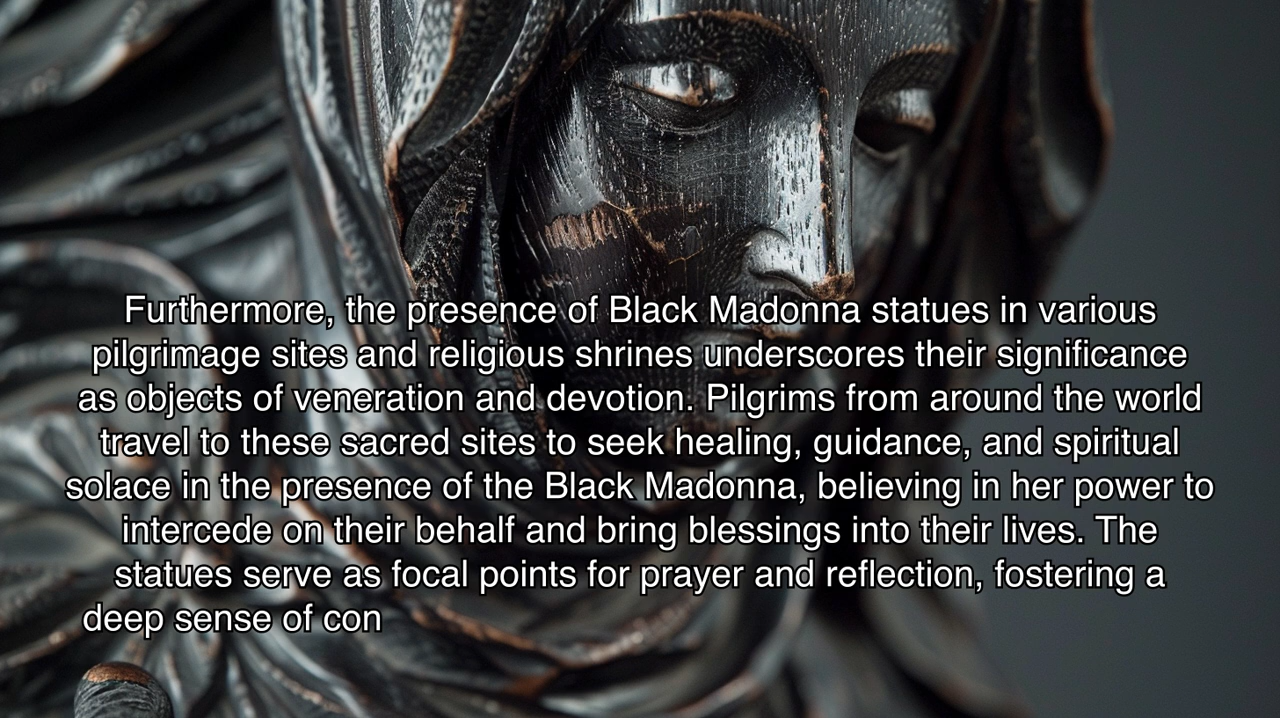 Furthermore, the presence of Black Madonna statues in various
pilgrimage sites and religious shrines underscores their significance
as objects of veneration and devotion. Pilgrims from around the world
travel to these sacred sites to seek healing, guidance, and spiritual
solace in the presence of the Black Madonna, believing in her power to
intercede on their behalf and bring blessings into their lives. The
statues serve as focal points for prayer and reflection, fostering a
deep sense of con